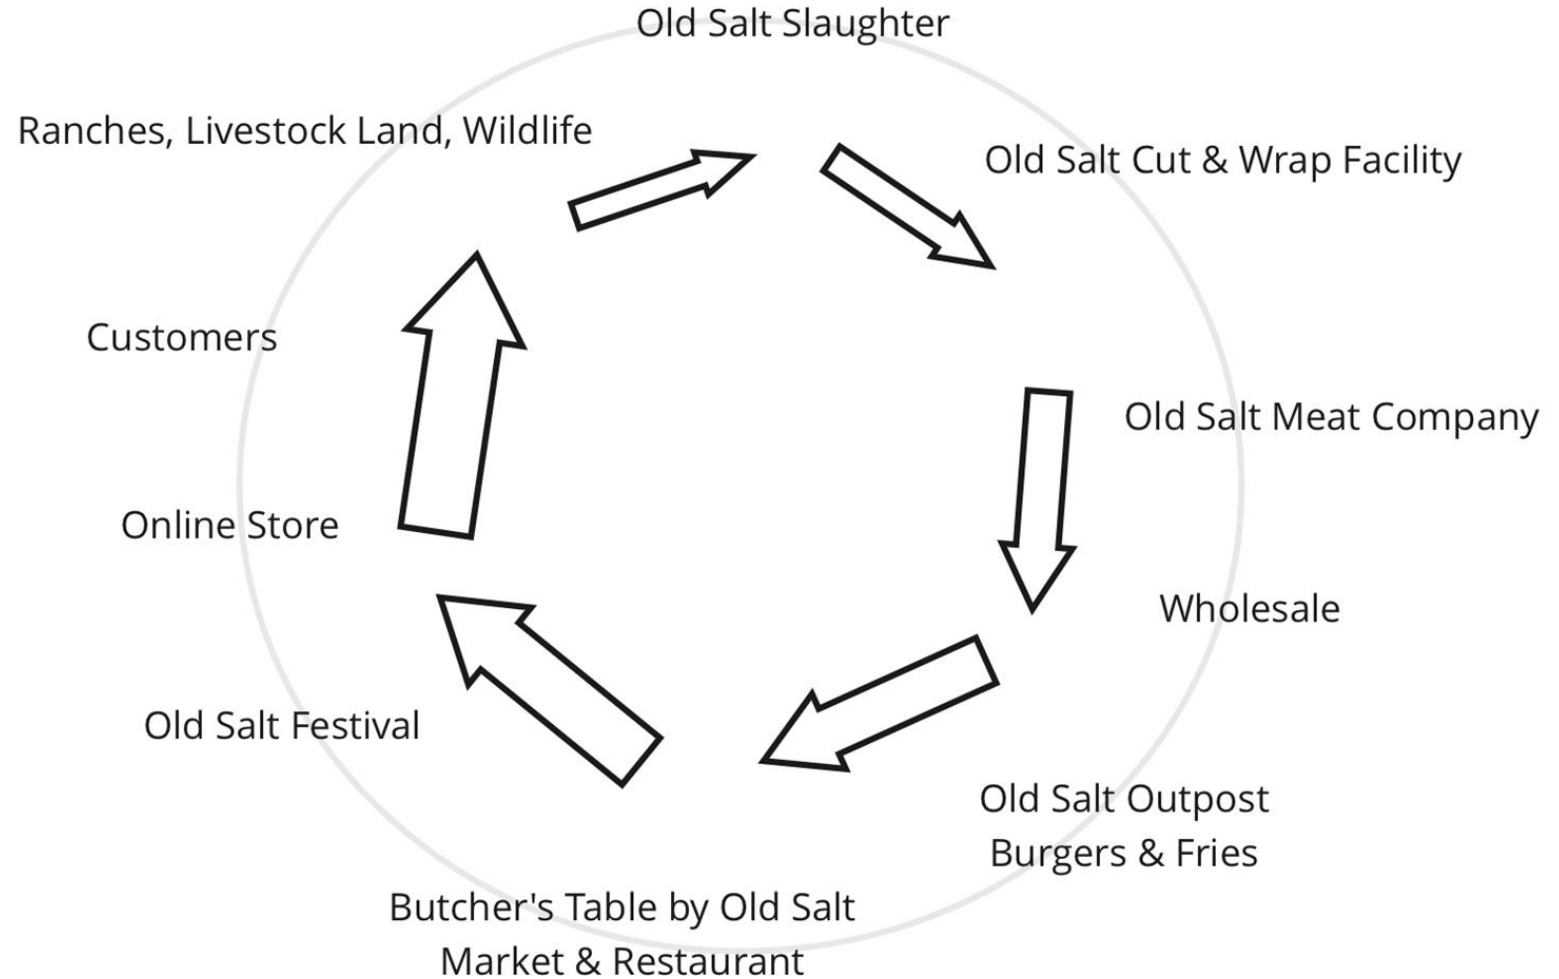 Old Salt Slaughter
Ranches, Livestock Land, Wildlife
Old Salt Cut & Wrap Facility
Customers
Old Salt Meat Company
Online Store
Wholesale
Old Salt Festival
Old Salt Outpost
Burgers & Fries
Butcher's Table by Old Salt
Market & Restaurant